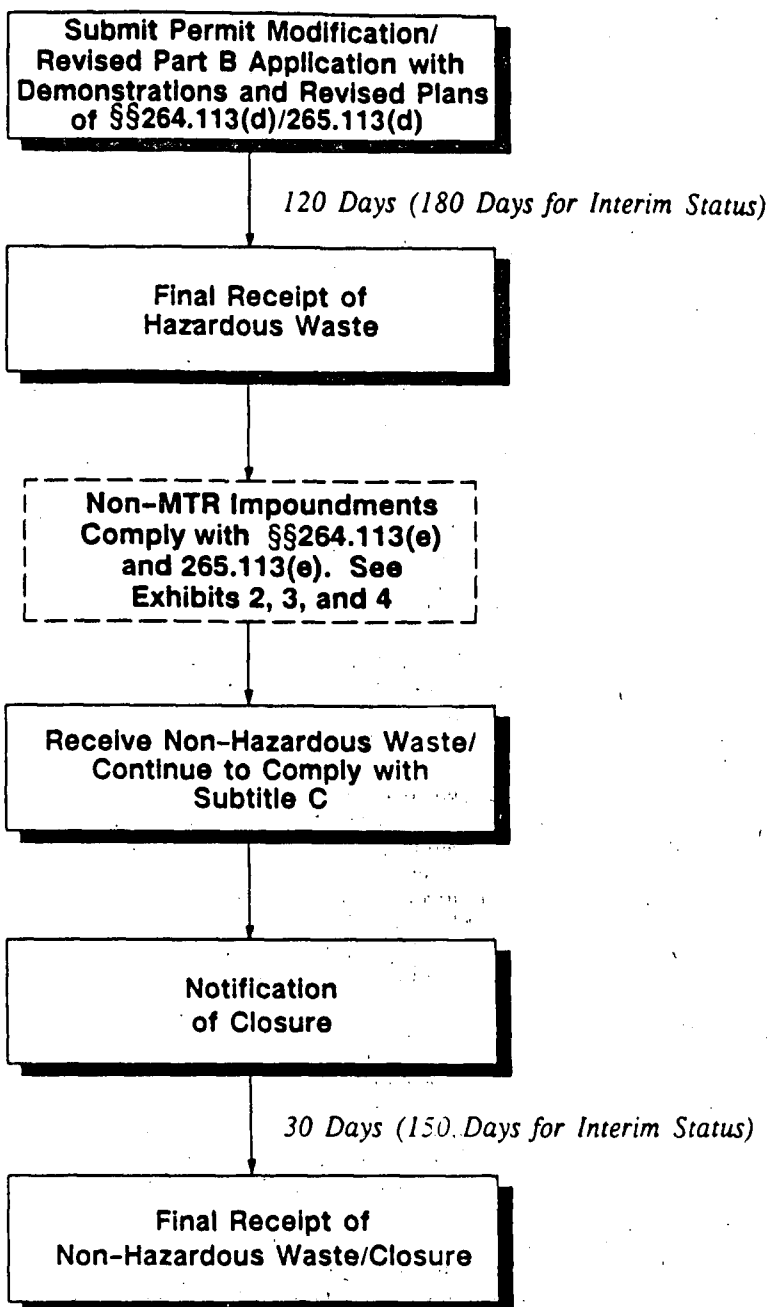 Submit Permit Modification/
Revised Part B Application with
Demonstrations and Revised Plans
of §§264.113(d)/265.113(d)
120 Days (180 Days for Interim Status)
Final Receipt of
Hazardous Waste
Non-MTR Impoundments
Comply with §§264.113(e)
and 265.113(e). See
Exhibits 2, 3, and 4
Receive Non-Hazardous Waste/
Continue to Comply with
Subtitle C
Notification
of Closure
30 Days (150 Days for Interim Status)
Final Receipt of
Non-Hazardous Waste/Closure